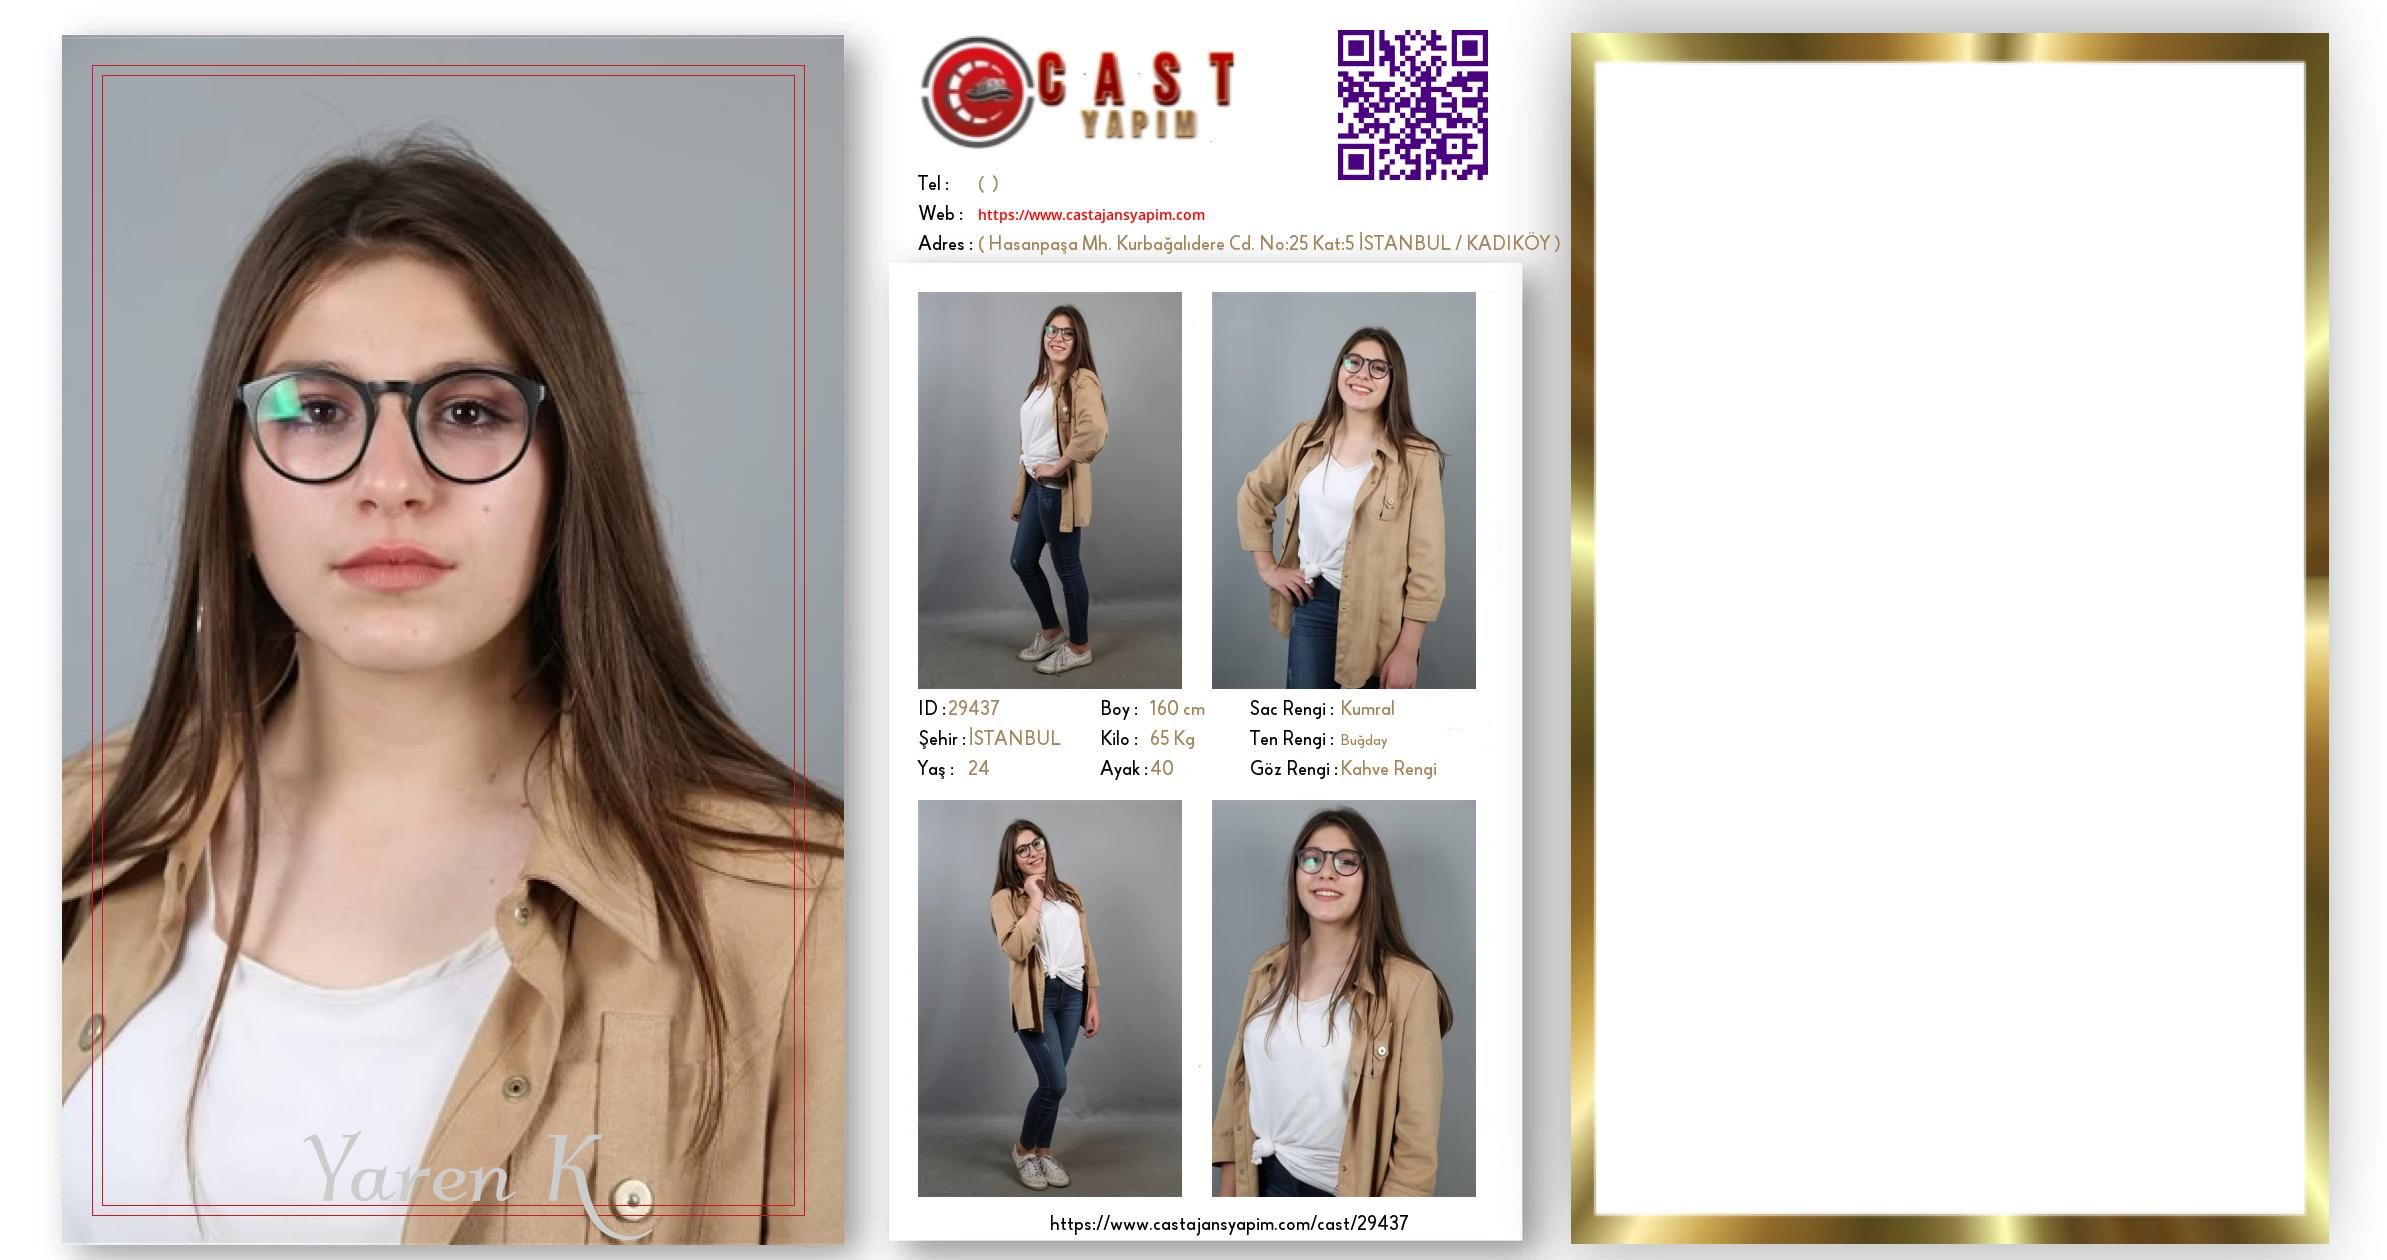 Yaren K
CAST
YAPIM
Tel : ( )
Web : https://www.castajansyapim.com
Adres : ( Hasanpaşa Mh. Kurbağalıdere Cd. No:25 Kat:5 İSTANBUL / KADIKÖY )
ID : 29437 Boy : 160 cm Sac Rengi : Kumral
Şehir : İSTANBUL Kilo : 65 Kg Ten Rengi : Buğday
Yaş : 24 Ayak : 40 Göz Rengi : Kahve Rengi
https://www.castajansyapim.com/cast/29437